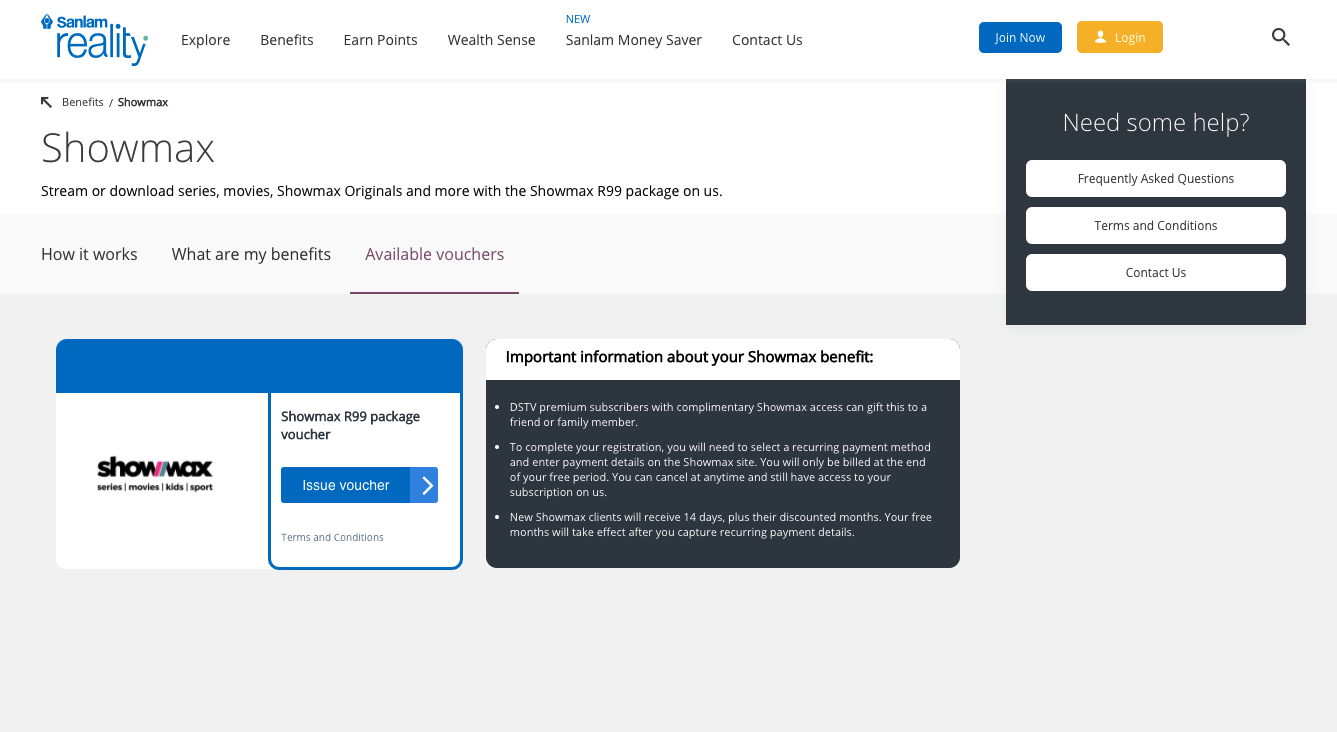 Sanlam
reality
Explore
Benefits
Earn Points
Wealth Sense
NEW
Sanlam Money Saver
Contact Us
Join Now
Login
Benefits / Showmax
Showmax
Stream or download series, movies, Showmax Originals and more with the Showmax R99 package on us.
Need some help?
Frequently Asked Questions
Terms and Conditions
Contact Us
How it works
What are my benefits
Available vouchers
showmax
series | movies | kids | sport
Showmax R99 package
voucher
Issue voucher
Terms and Conditions
Important information about your Showmax benefit:
DSTV premium subscribers with complimentary Showmax access can gift this to a
friend or family member.
To complete your registration, you will need to select a recurring payment method
and enter payment details on the Showmax site. You will only be billed at the end
of your free period. You can cancel at anytime and still have access to your
subscription on us.
New Showmax clients will receive 14 days, plus their discounted months. Your free
months will take effect after you capture recurring payment details.